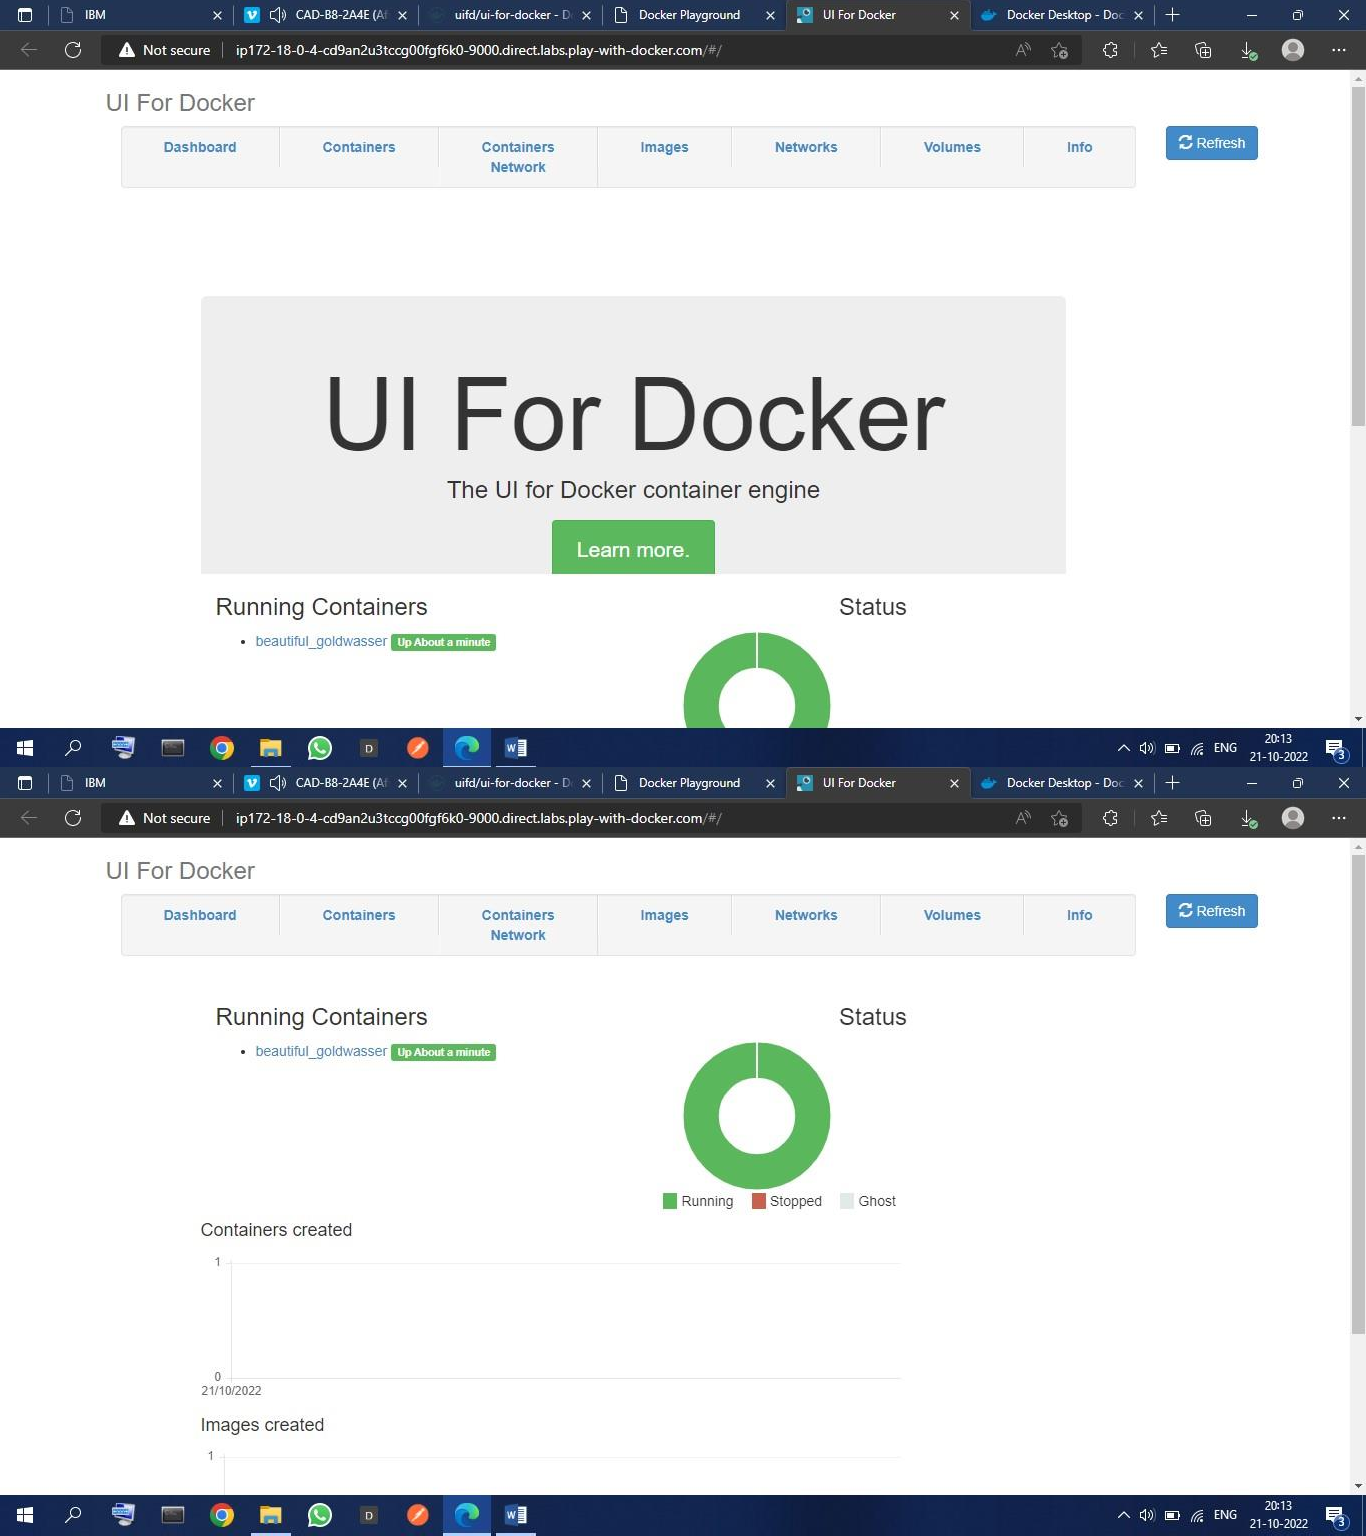 IBM
CAD-B8-2A4E (Af
uifd/ui-for-docker - D
Docker Playground
UI For Docker
Docker Desktop - Doc
Not secure ip172-18-0-4-cd9an2u3tccg00fgf6k0-9000.direct.labs.play-with-docker.com/#/
UI For Docker
Dashboard Containers Containers Network Images Networks Volumes Info Refresh
UI For Docker
The UI for Docker container engine
Learn more.
Running Containers Status
beautiful_goldwasser Up About a minute
ENG 20:13
21-10-2022
3
IBM
CAD-B8-2A4E (Af
uifd/ui-for-docker - D
Docker Playground
UI For Docker
Docker Desktop - Doc
Not secure ip172-18-0-4-cd9an2u3tccg00fgf6k0-9000.direct.labs.play-with-docker.com/#/
UI For Docker
Dashboard Containers Containers Network Images Networks Volumes Info Refresh
Running Containers Status
beautiful_goldwasser Up About a minute
Running Stopped Ghost
Containers created
1
0
21/10/2022
Images created
1
ENG 20:13
21-10-2022
3